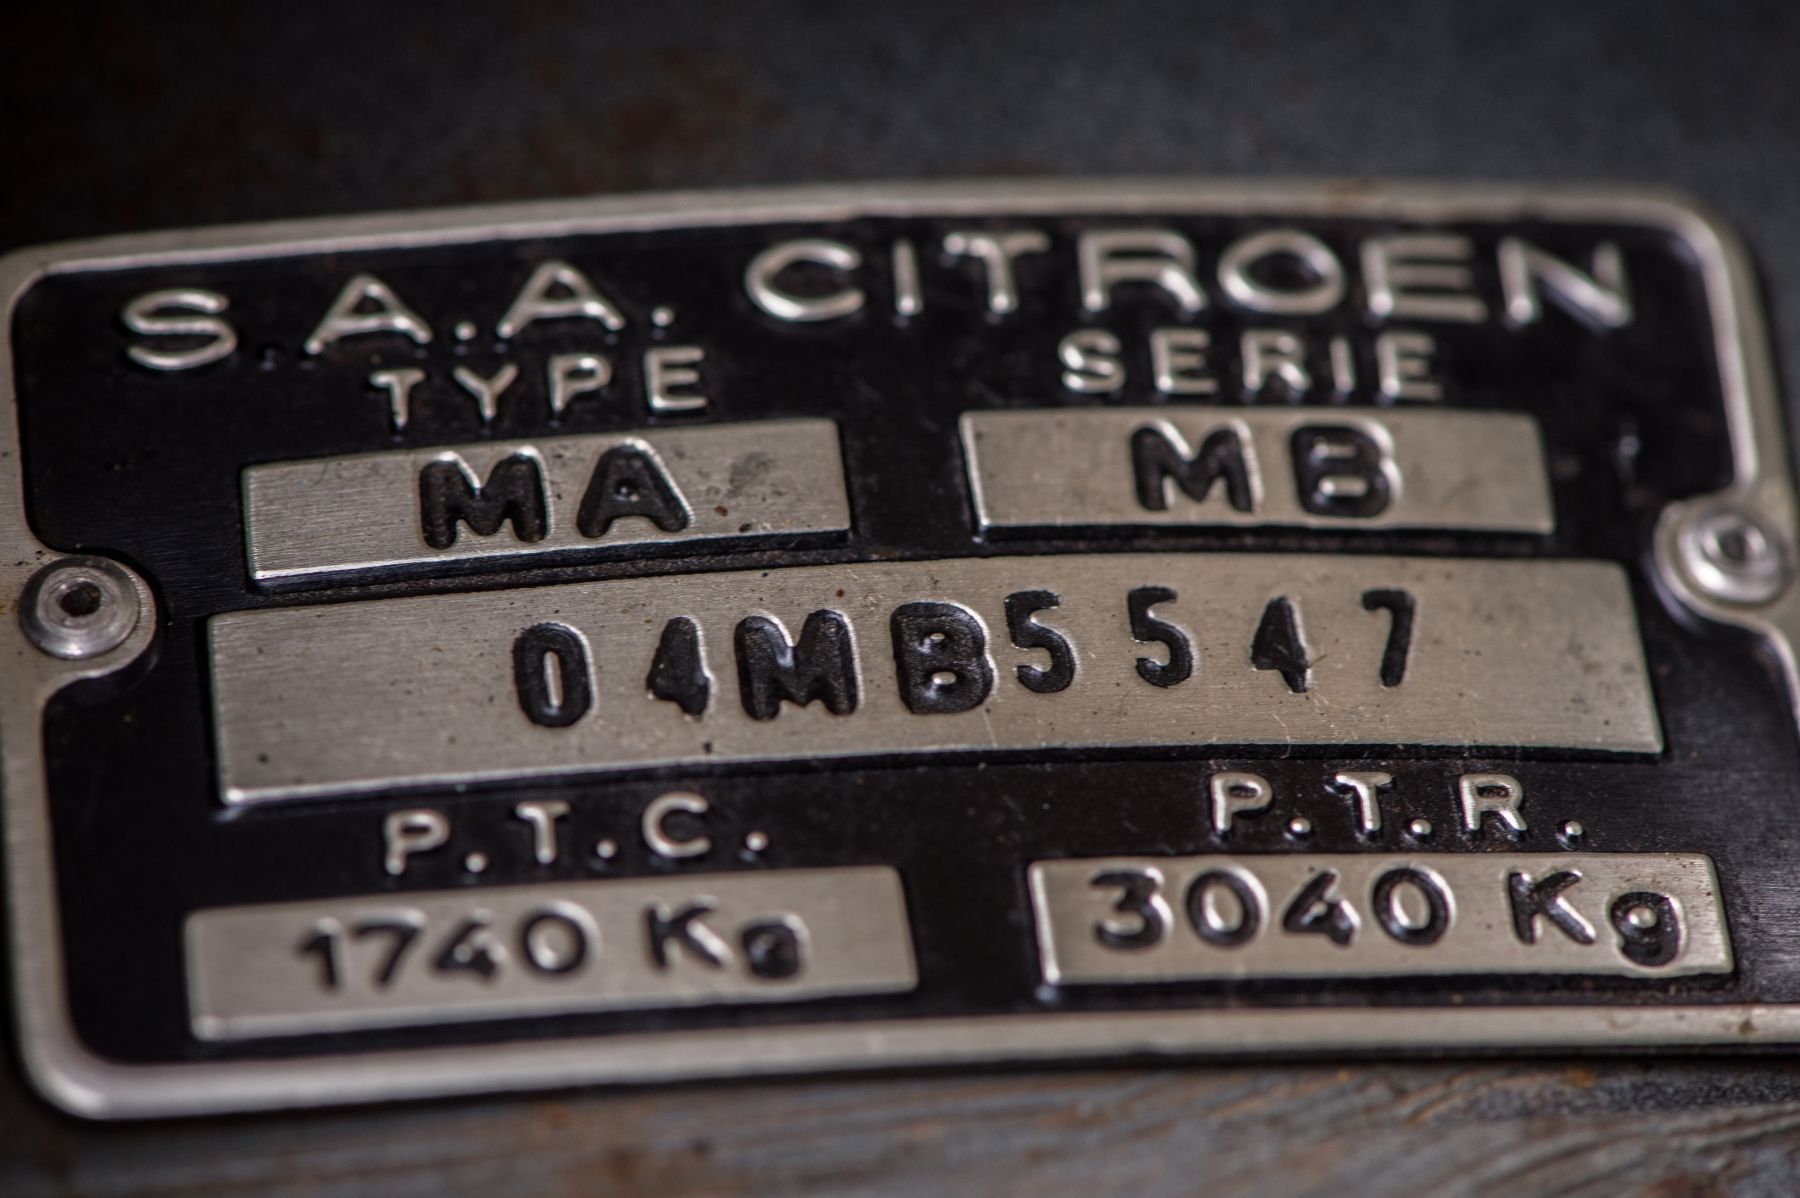 S.A.A. CITROEN
TYPE SERIE
MA MB
04MB5547
P.T.C. P.T.R.
1740 Kg 3040 Kg